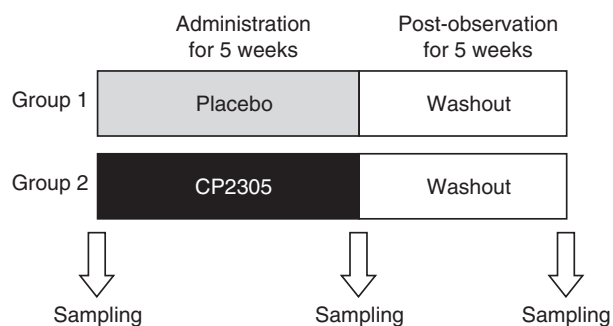 Administration
for 5 weeks
Post-observation
for 5 weeks
Group 1
Placebo
Washout
Group 2
CP2305
Washout
Sampling
Sampling
Sampling